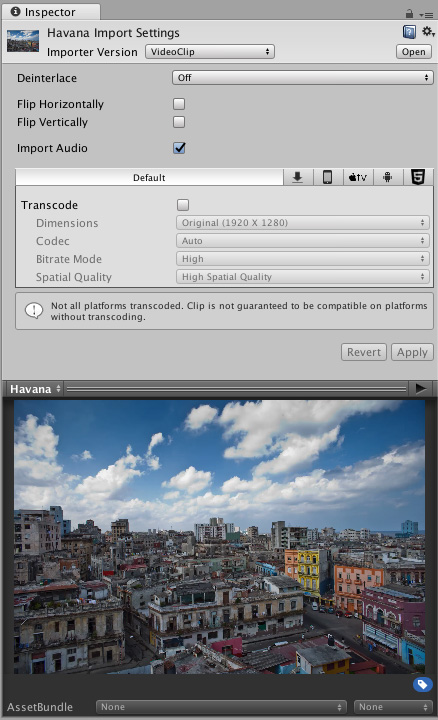 Inspector
Havana Import Settings
Importer Version VideoClip Open
Deinterlace Off
Flip Horizontally
Flip Vertically
Import Audio
Default tv 5
Transcode
Dimensions Original (1920 X 1280)
Codec Auto
Bitrate Mode High
Spatial Quality High Spatial Quality
Not all platforms transcoded. Clip is not guaranteed to be compatible on platforms
without transcoding.
Revert Apply
Havana
AssetBundle None None